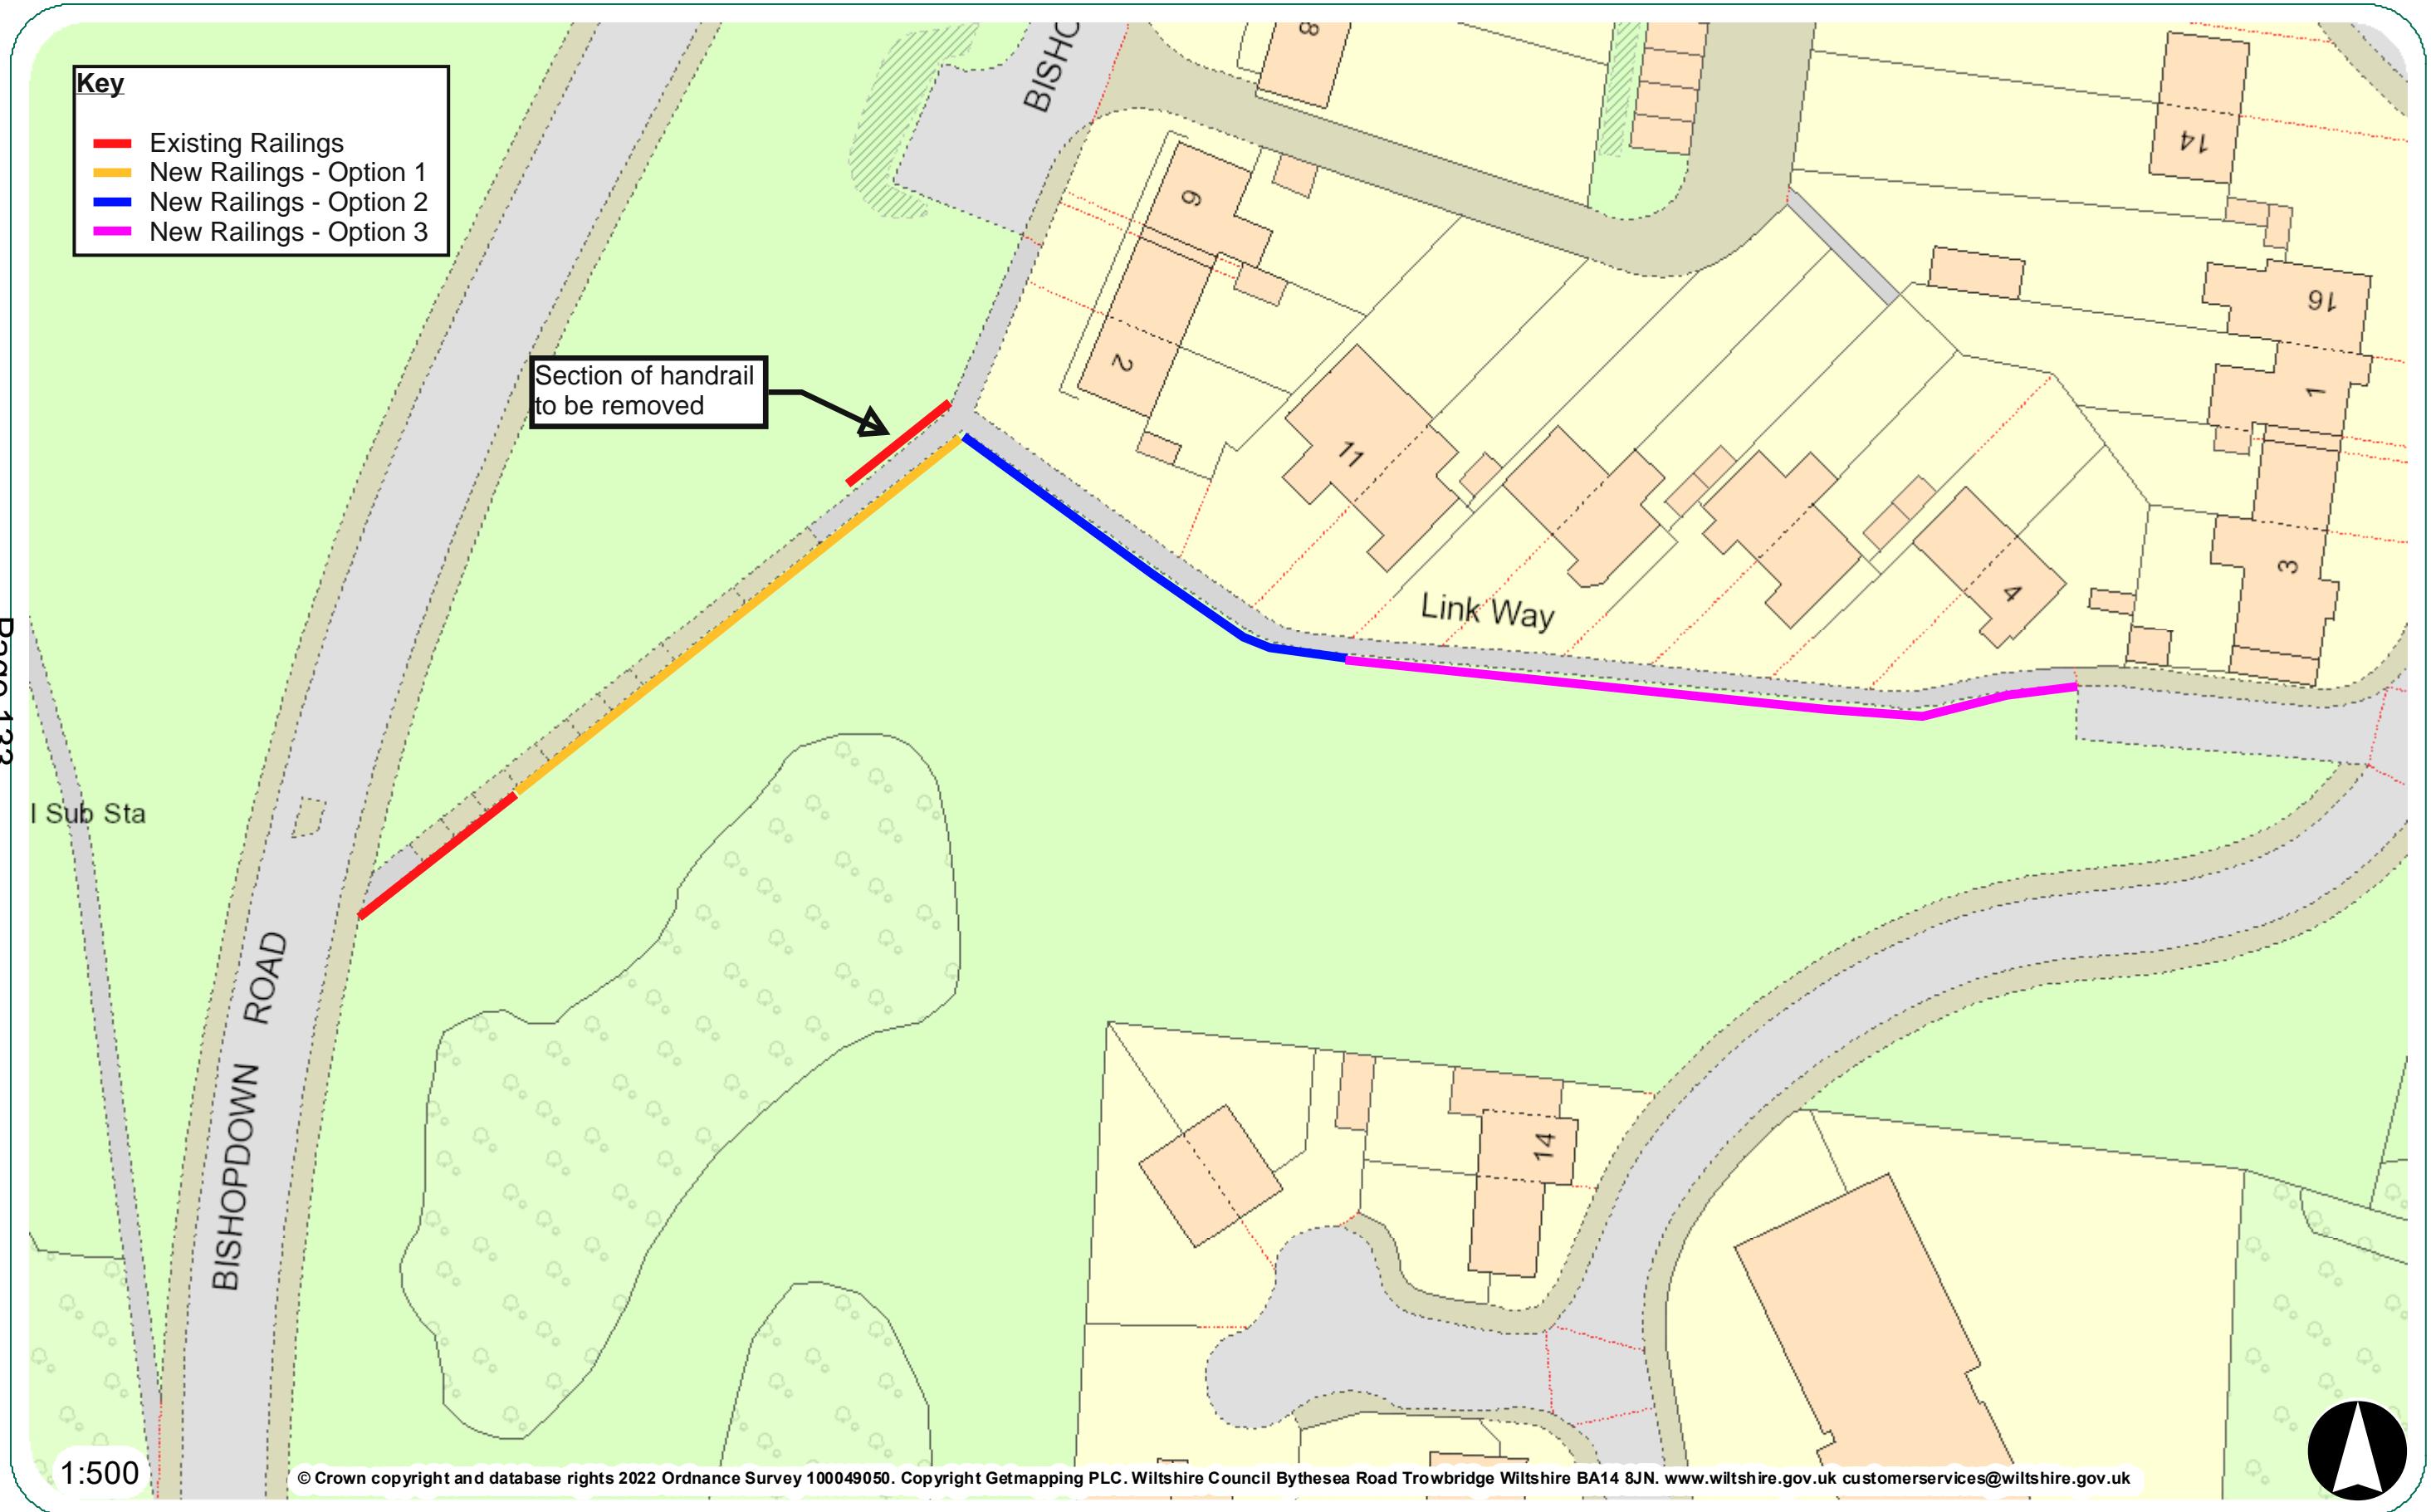 Key
Existing Railings
New Railings - Option 1
New Railings - Option 2
New Railings - Option 3
BISHO
8
14
6
16
Section of handrail
to be removed
2
1
11
3
4
Link Way
Page 133
l Sub Sta
BISHOPDOWN ROAD
14
1:500
© Crown copyright and database rights 2022 Ordnance Survey 100049050. Copyright Getmapping PLC. Wiltshire Council Bythesea Road Trowbridge Wiltshire BA14 8JN. www.wiltshire.gov.uk customerservices@wiltshire.gov.uk